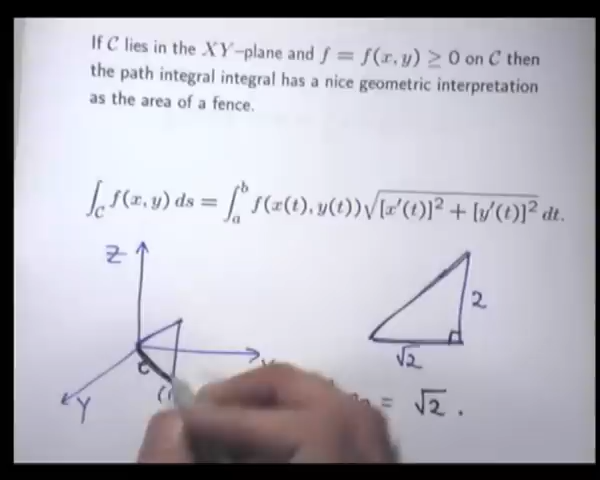 If C lies in the XY-plane and f = f(x, y) ≥ 0 on C then
the path integral integral has a nice geometric interpretation
as the area of a fence.
∫_C f(x, y) ds = ∫_a^b f(x(t), y(t))√([x′(t)]² + [y′(t)]²) dt.
Z
2
√2
C
Y
= √2 .